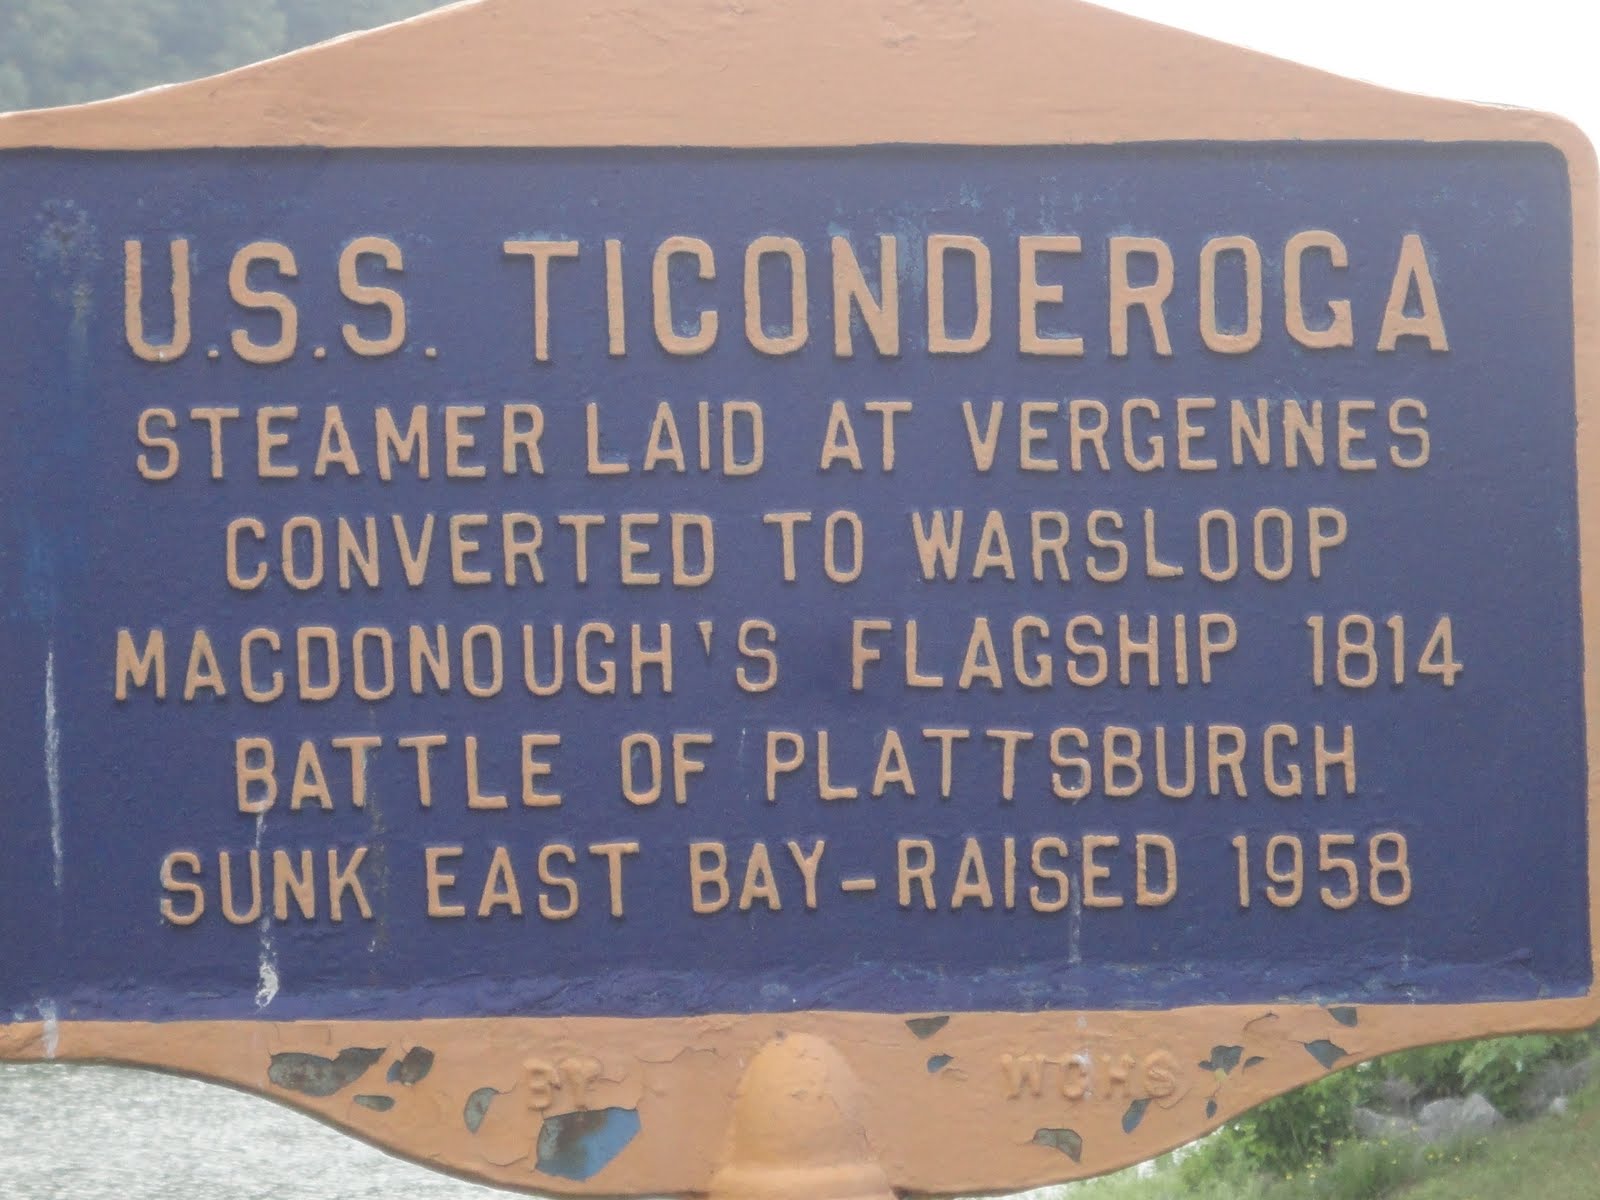 U.S.S. TICONDEROGA
STEAMER LAID AT VERGENNES
CONVERTED TO WARSLOOP
MACDONOUGH'S FLAGSHIP 1814
BATTLE OF PLATTSBURGH
SUNK EAST BAY-RAISED 1958
BY WCHS